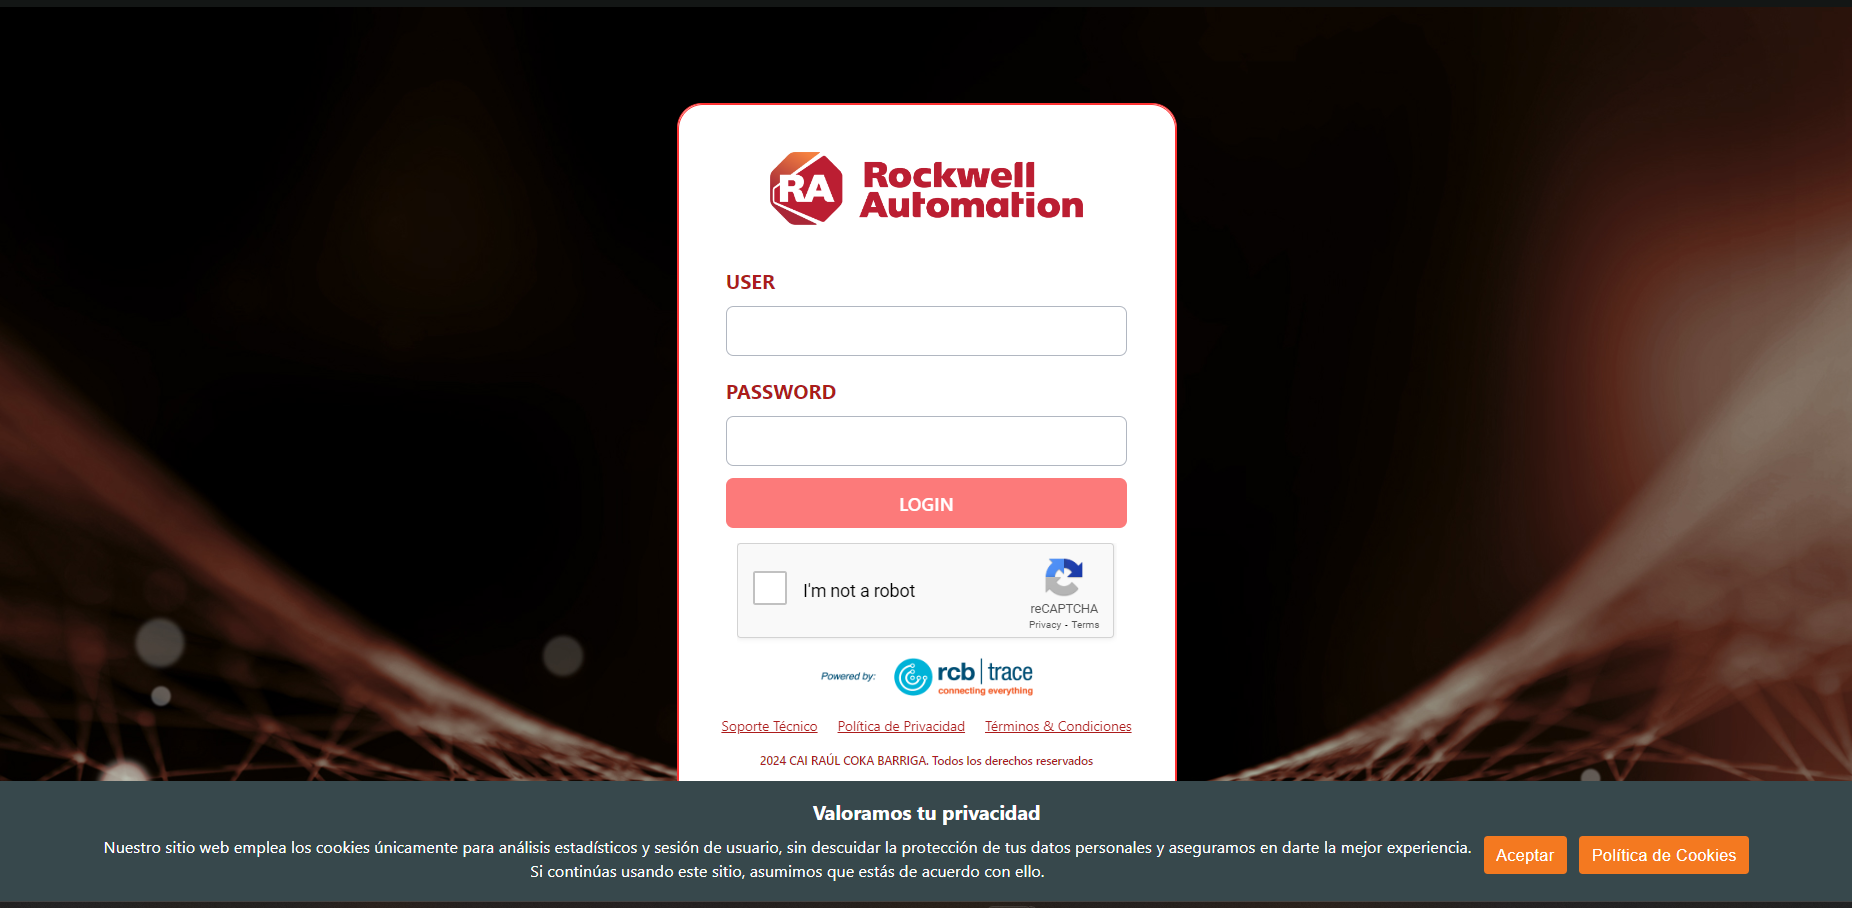 RA Rockwell
Automation
USER
PASSWORD
LOGIN
I'm not a robot
reCAPTCHA
Privacy - Terms
Powered by: rcb | trace
connecting everything
Soporte Técnico Política de Privacidad Términos & Condiciones
2024 CAI RAÚL COKA BARRIGA. Todos los derechos reservados
Valoramos tu privacidad
Nuestro sitio web emplea los cookies únicamente para análisis estadísticos y sesión de usuario, sin descuidar la protección de tus datos personales y aseguramos en darte la mejor experiencia.
Si continúas usando este sitio, asumimos que estás de acuerdo con ello.
Aceptar Política de Cookies